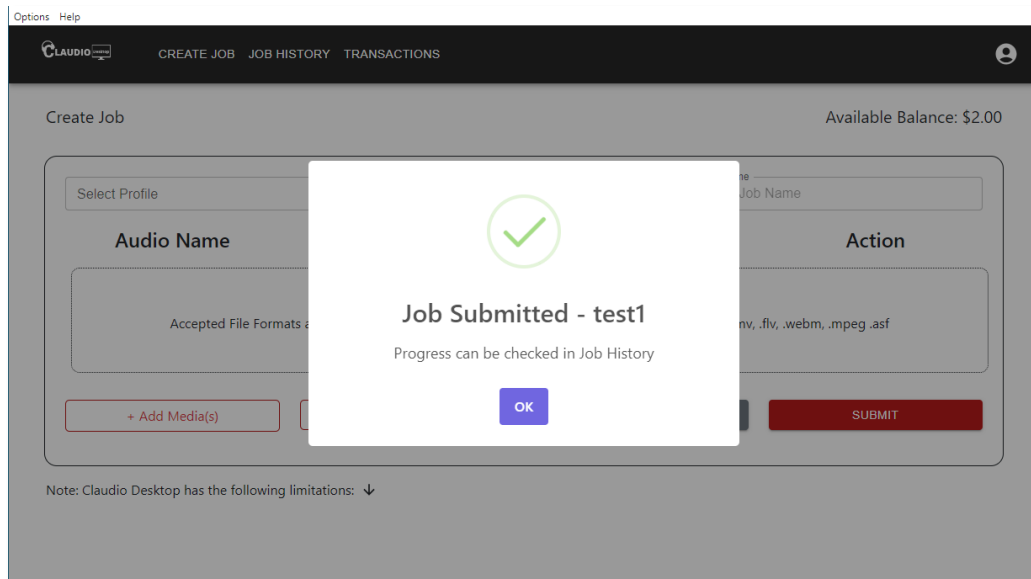 Options Help
CLAUDIO
CREATE JOB JOB HISTORY TRANSACTIONS
Create Job
Available Balance: $2.00
Select Profile
Job Name
Audio Name
Action
Accepted File Formats
.flv, .webm, .mpeg .asf
Job Submitted - test1
Progress can be checked in Job History
OK
+ Add Media(s)
SUBMIT
Note: Claudio Desktop has the following limitations: